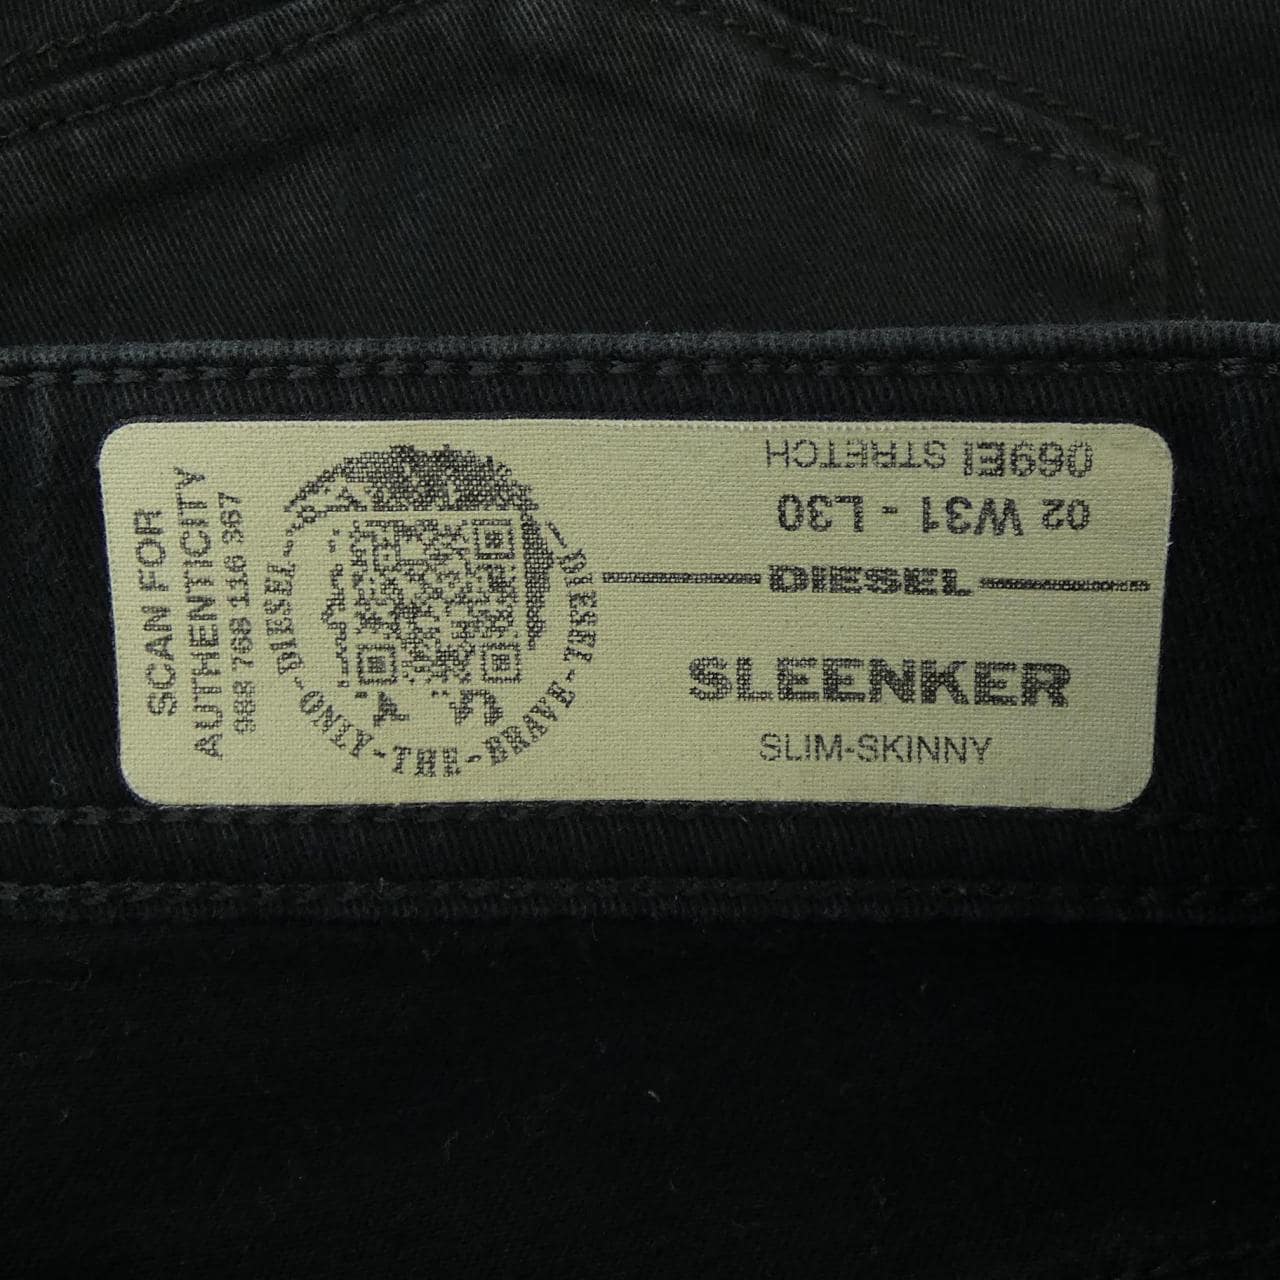 SCAN FOR
AUTHENTICITY
988 768 116 367
DIESEL-ONLY-THE-BRAVE-DIESEL
069EI STRETCH
02 W31 - L30
DIESEL
SLEENKER
SLIM-SKINNY